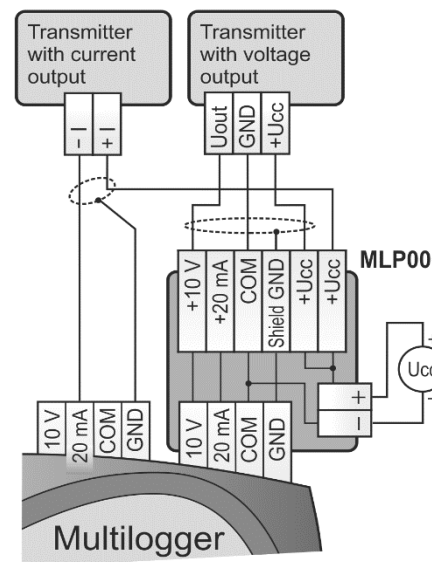 Transmitter
with current
output
Transmitter
with voltage
output
– I
+ I
Uout
GND
+Ucc
MLP00
+10 V
+20 mA
COM
Shield GND
+Ucc
+Ucc
+
–
+
–
Ucc
10 V
20 mA
COM
GND
10 V
20 mA
COM
GND
Multilogger